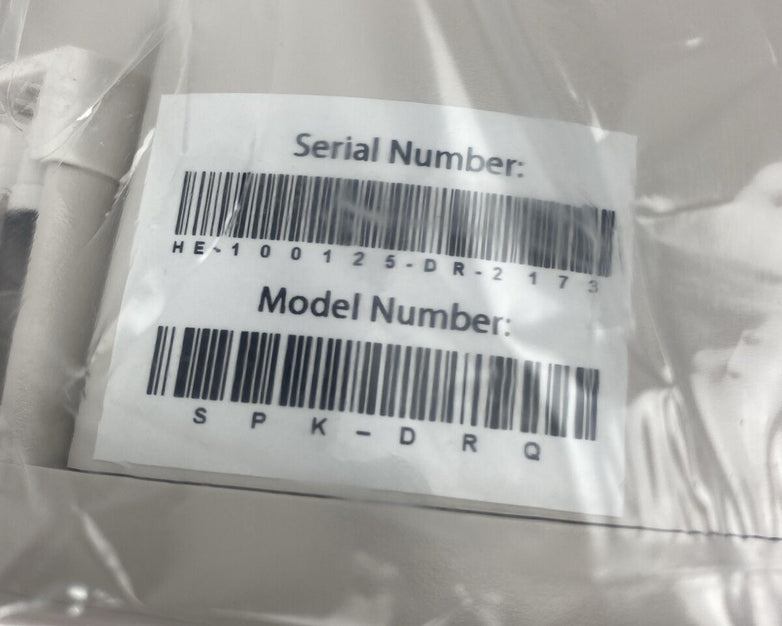 Serial Number:
HE-100125-DR-2173
Model Number:
SPK-DRQ